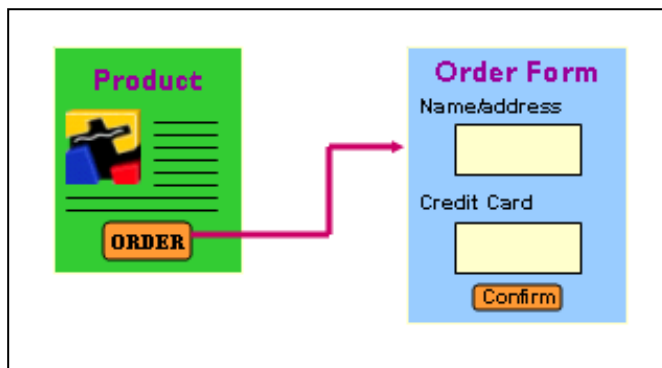 Product
ORDER
Order Form
Name/address
Credit Card
Confirm